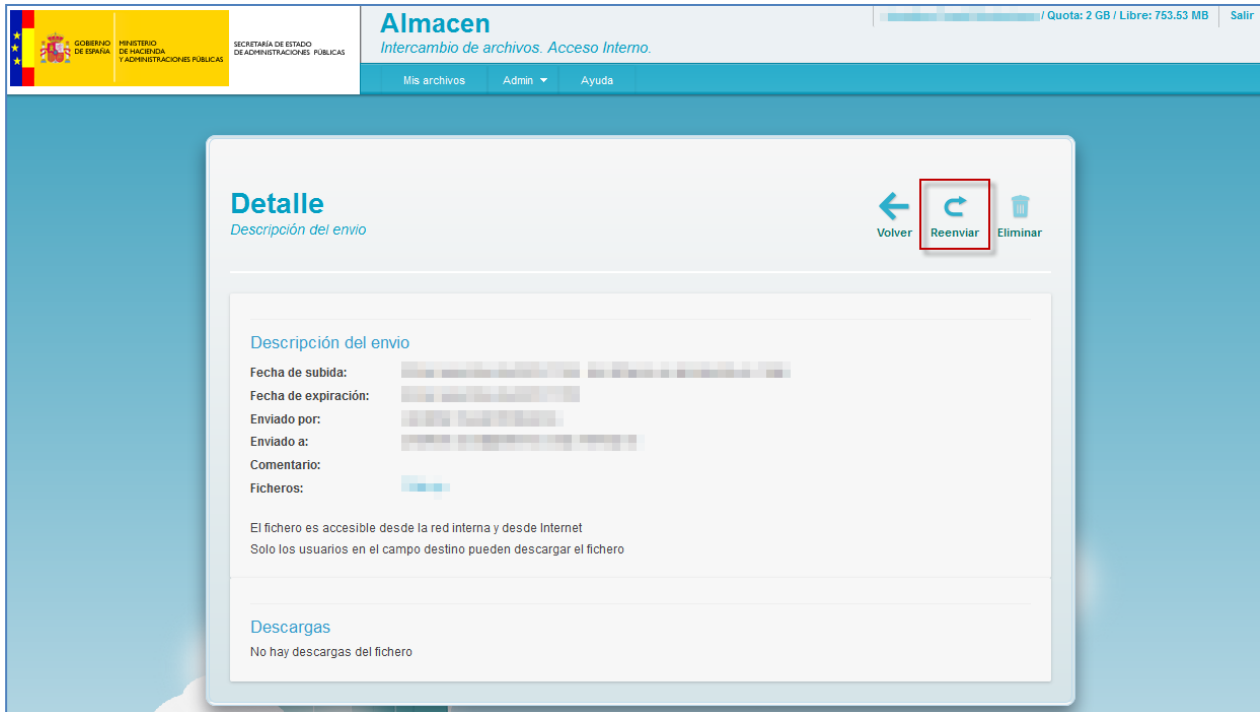 GOBIERNO DE ESPAÑA
MINISTERIO DE HACIENDA Y ADMINISTRACIONES PÚBLICAS
SECRETARÍA DE ESTADO DE ADMINISTRACIONES PÚBLICAS
Almacen
Intercambio de archivos. Acceso Interno.
/ Quota: 2 GB / Libre: 753.53 MB
Salir
Mis archivos
Admin
Ayuda
Detalle
Descripción del envio
Volver
Reenviar
Eliminar
Descripción del envio
Fecha de subida:
Fecha de expiración:
Enviado por:
Enviado a:
Comentario:
Ficheros:
El fichero es accesible desde la red interna y desde Internet
Solo los usuarios en el campo destino pueden descargar el fichero
Descargas
No hay descargas del fichero